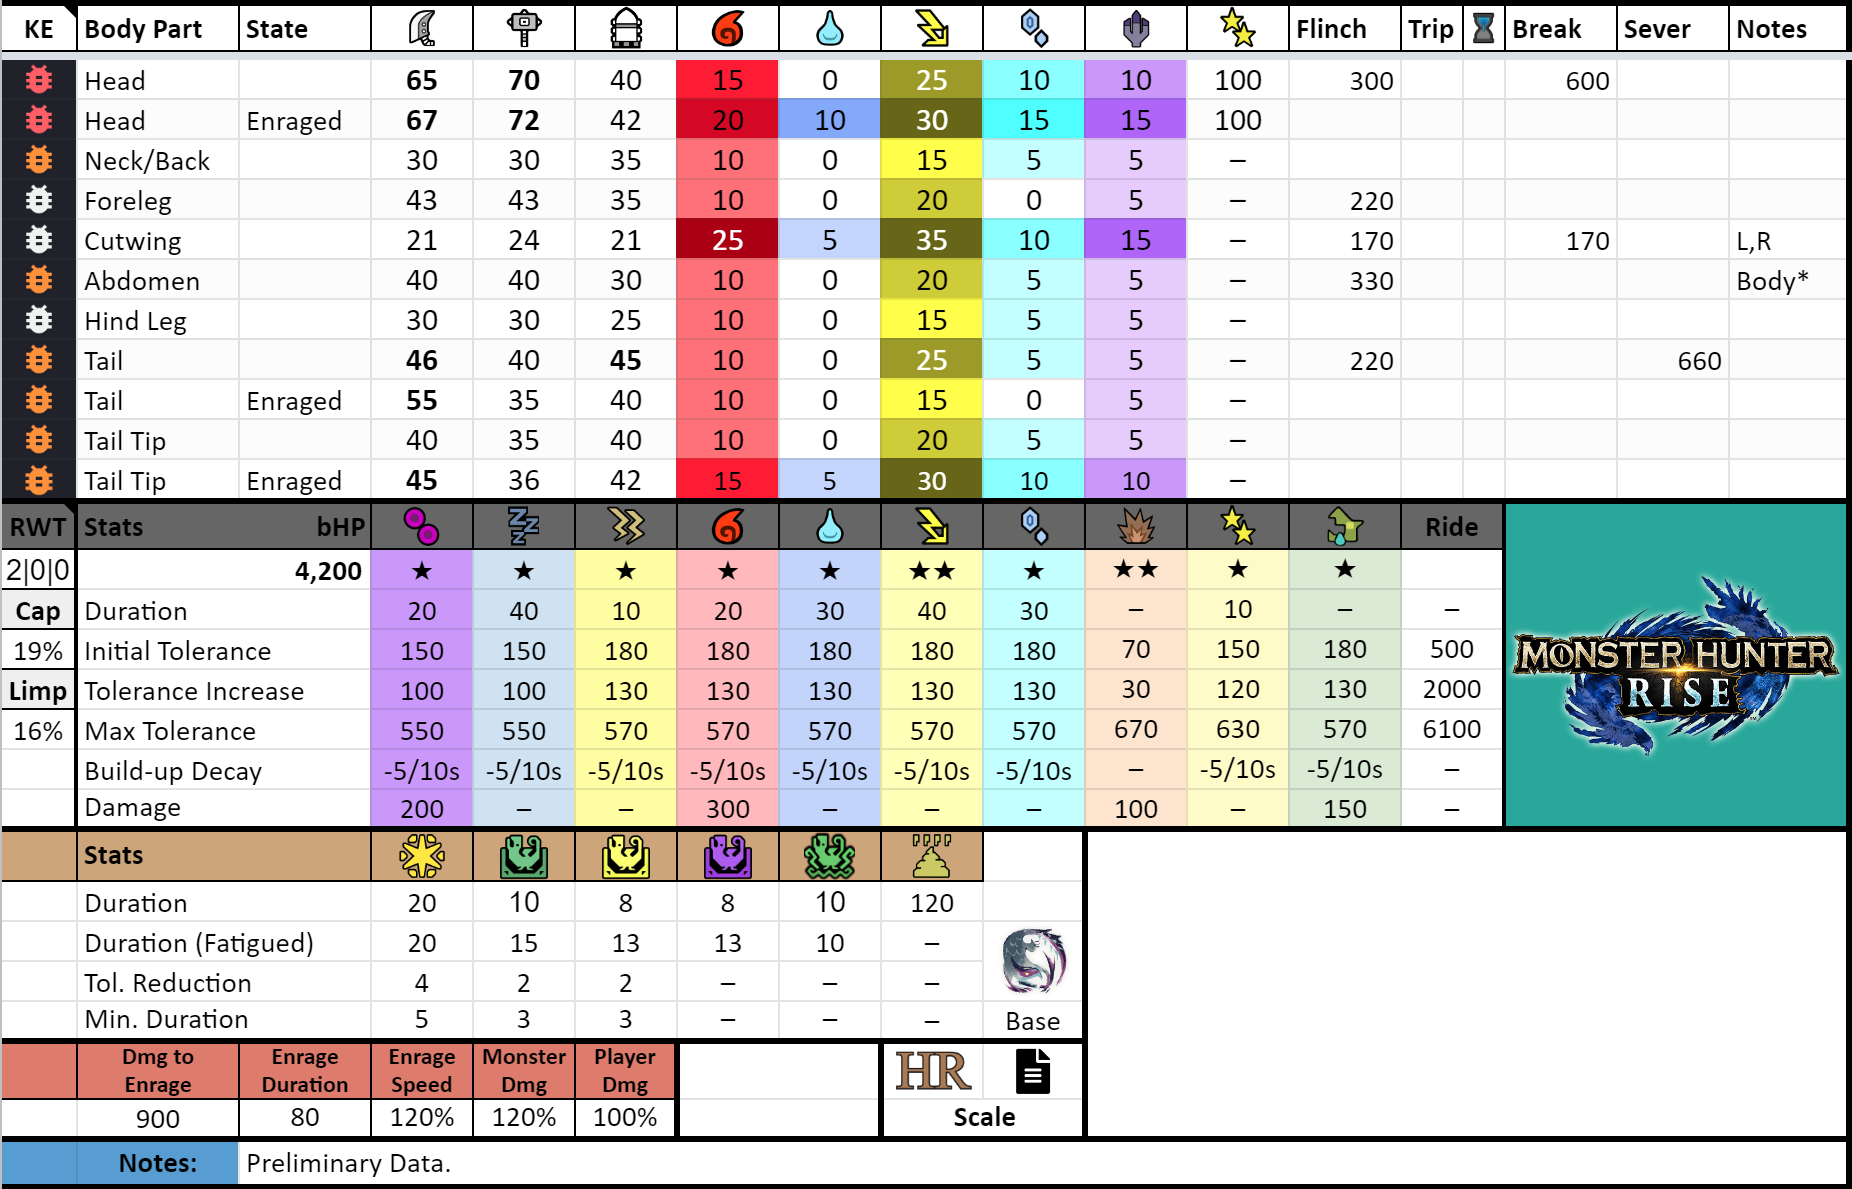 KE Body Part State Flinch Trip Break Sever Notes
Head 65 70 40 15 0 25 10 10 100 300 600
Head Enraged 67 72 42 20 10 30 15 15 100
Neck/Back 30 30 35 10 0 15 5 5 –
Foreleg 43 43 35 10 0 20 0 5 – 220
Cutwing 21 24 21 25 5 35 10 15 – 170 170 L,R
Abdomen 40 40 30 10 0 20 5 5 – 330 Body*
Hind Leg 30 30 25 10 0 15 5 5 –
Tail 46 40 45 10 0 25 5 5 – 220 660
Tail Enraged 55 35 40 10 0 15 0 5 –
Tail Tip 40 35 40 10 0 20 5 5 –
Tail Tip Enraged 45 36 42 15 5 30 10 10 –
RWT Stats bHP Ride
2|0|0 4,200 ★ ★ ★ ★ ★ ★★ ★ ★★ ★ ★
Cap Duration 20 40 10 20 30 40 30 – 10 – –
19% Initial Tolerance 150 150 180 180 180 180 180 70 150 180 500
Limp Tolerance Increase 100 100 130 130 130 130 130 30 120 130 2000
16% Max Tolerance 550 550 570 570 570 570 570 670 630 570 6100
Build-up Decay -5/10s -5/10s -5/10s -5/10s -5/10s -5/10s -5/10s – -5/10s -5/10s –
Damage 200 – – 300 – – – 100 – 150 –
MONSTER HUNTER
RISE
Stats
Duration 20 10 8 8 10 120
Duration (Fatigued) 20 15 13 13 10 –
Tol. Reduction 4 2 2 – – –
Min. Duration 5 3 3 – – – Base
Dmg to Enrage Enrage Monster Player
Enrage Duration Speed Dmg Dmg HR
900 80 120% 120% 100% Scale
Notes: Preliminary Data.